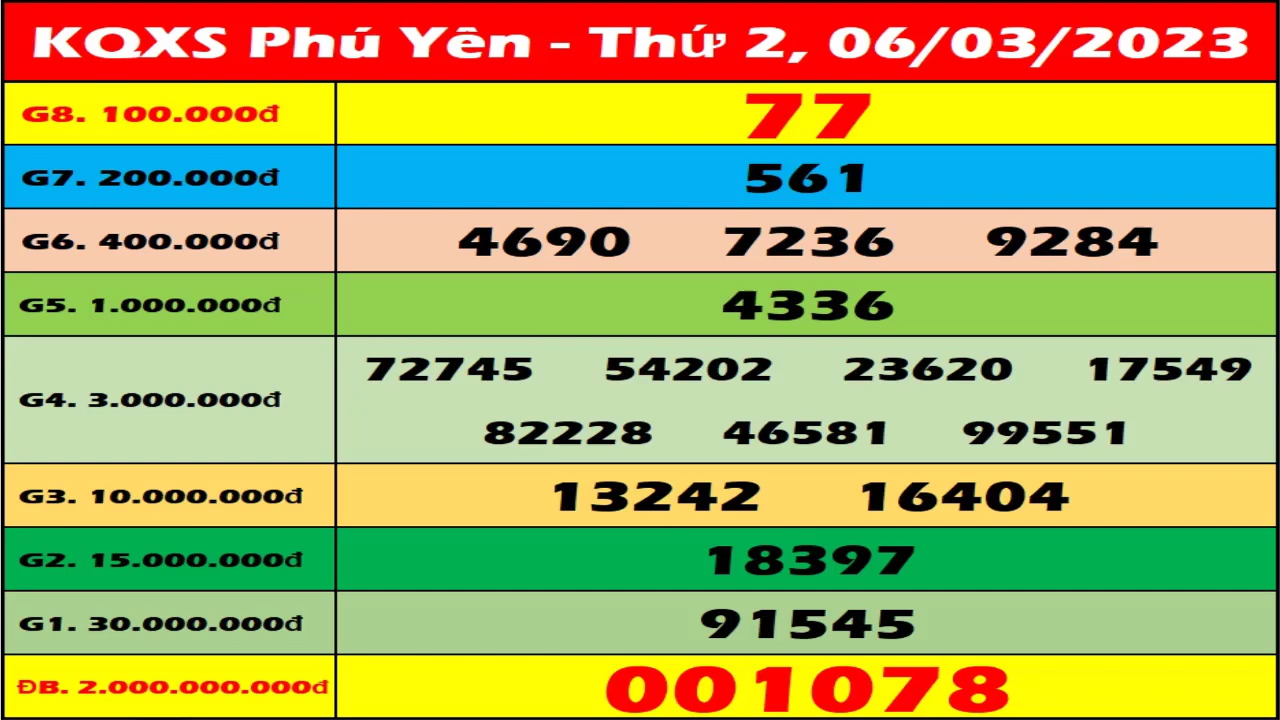 KQXS Phú Yên - Thứ 2, 06/03/2023
G8. 100.000đ 77
G7. 200.000đ 561
G6. 400.000đ 4690 7236 9284
G5. 1.000.000đ 4336
G4. 3.000.000đ 72745 54202 23620 17549
82228 46581 99551
G3. 10.000.000đ 13242 16404
G2. 15.000.000đ 18397
G1. 30.000.000đ 91545
ĐB. 2.000.000.000đ 001078